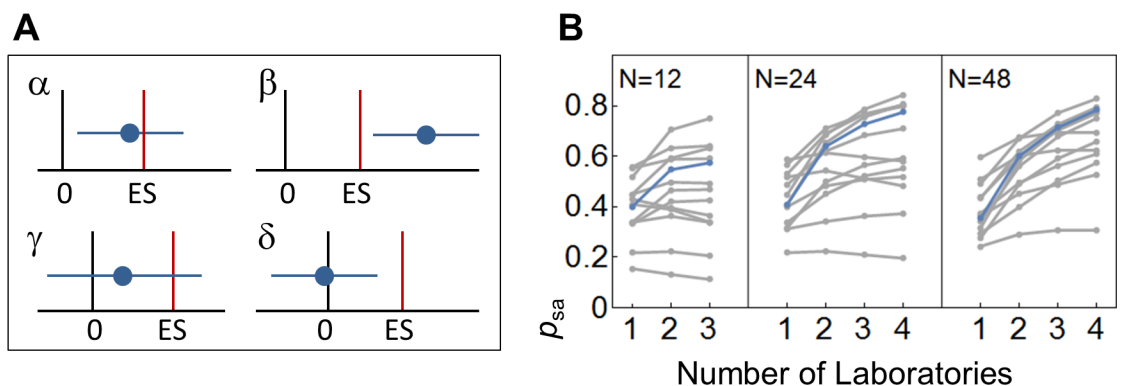 A
α
0 ES
β
0 ES
γ
0 ES
δ
0 ES
B
N=12 N=24 N=48
0.8
0.6
0.4
0.2
0
psa
1 2 3 1 2 3 4 1 2 3 4
Number of Laboratories